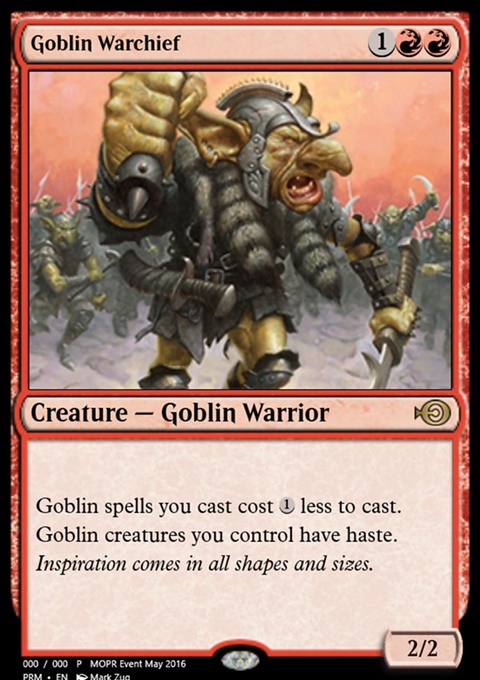 Goblin Warchief 1
Creature — Goblin Warrior
Goblin spells you cast cost 1 less to cast.
Goblin creatures you control have haste.
Inspiration comes in all shapes and sizes.
2/2
000 / 000 P MOPR Event May 2016
PRM • EN Mark Zug